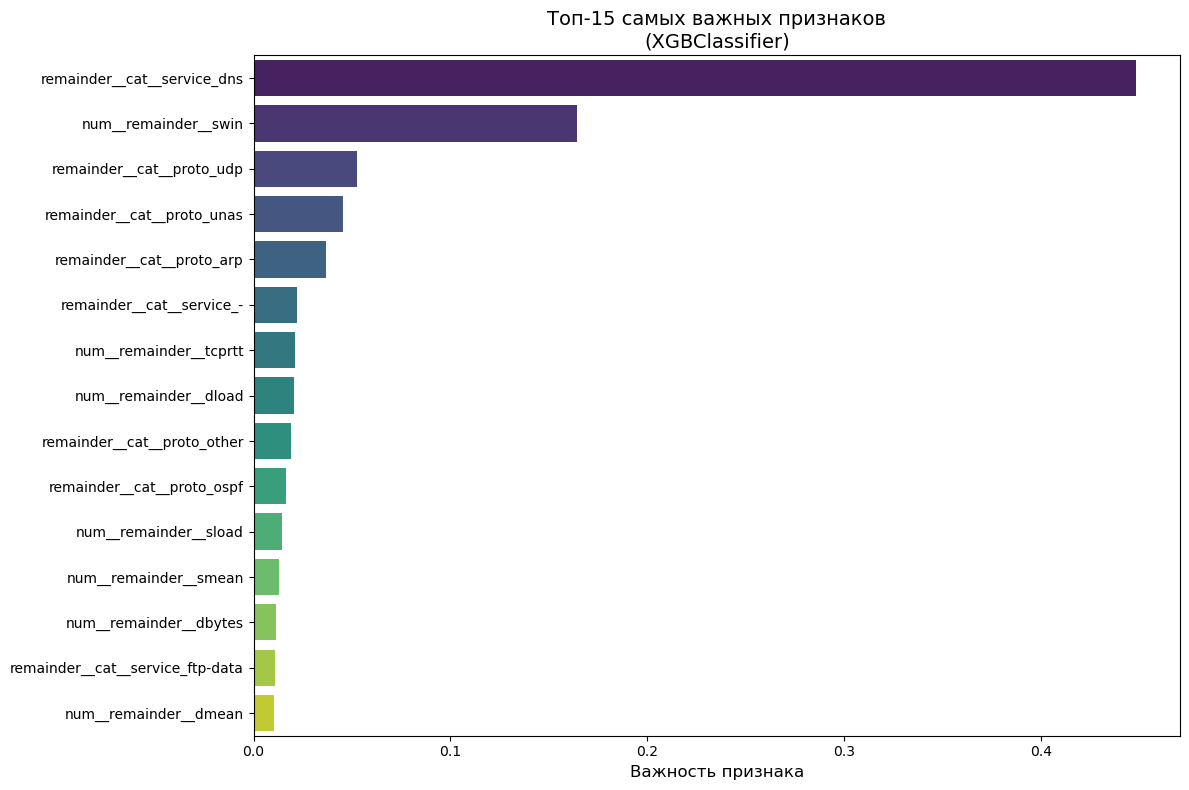 Топ-15 самых важных признаков
(XGBClassifier)
remainder__cat__service_dns
num__remainder__swin
remainder__cat__proto_udp
remainder__cat__proto_unas
remainder__cat__proto_arp
remainder__cat__service_-
num__remainder__tcprtt
num__remainder__dload
remainder__cat__proto_other
remainder__cat__proto_ospf
num__remainder__sload
num__remainder__smean
num__remainder__dbytes
remainder__cat__service_ftp-data
num__remainder__dmean
0.0 0.1 0.2 0.3 0.4
Важность признака